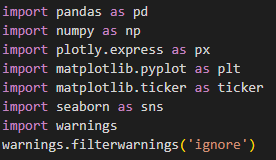 import pandas as pd
import numpy as np
import plotly.express as px
import matplotlib.pyplot as plt
import matplotlib.ticker as ticker
import seaborn as sns
import warnings
warnings.filterwarnings('ignore')